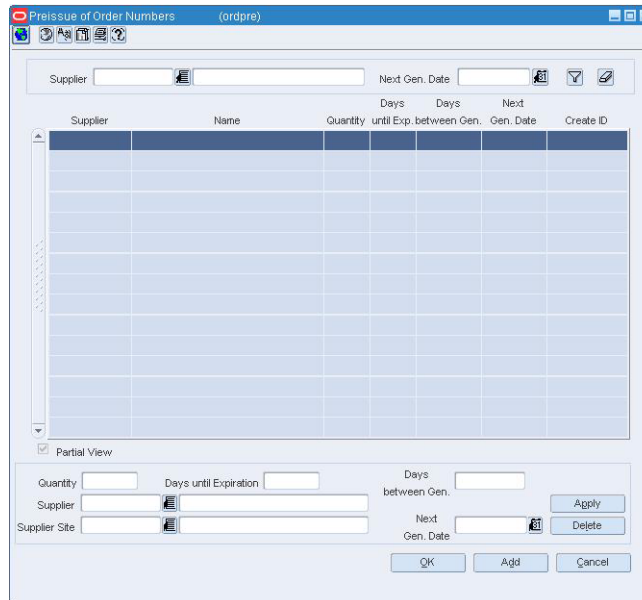 Preissue of Order Numbers (ordpre)
Supplier Next Gen. Date
Days Days Next
Supplier Name Quantity until Exp. between Gen. Gen. Date Create ID
Partial View
Quantity Days until Expiration Days
between Gen.
Supplier Apply
Supplier Site Next Delete
Gen. Date
OK Add Cancel